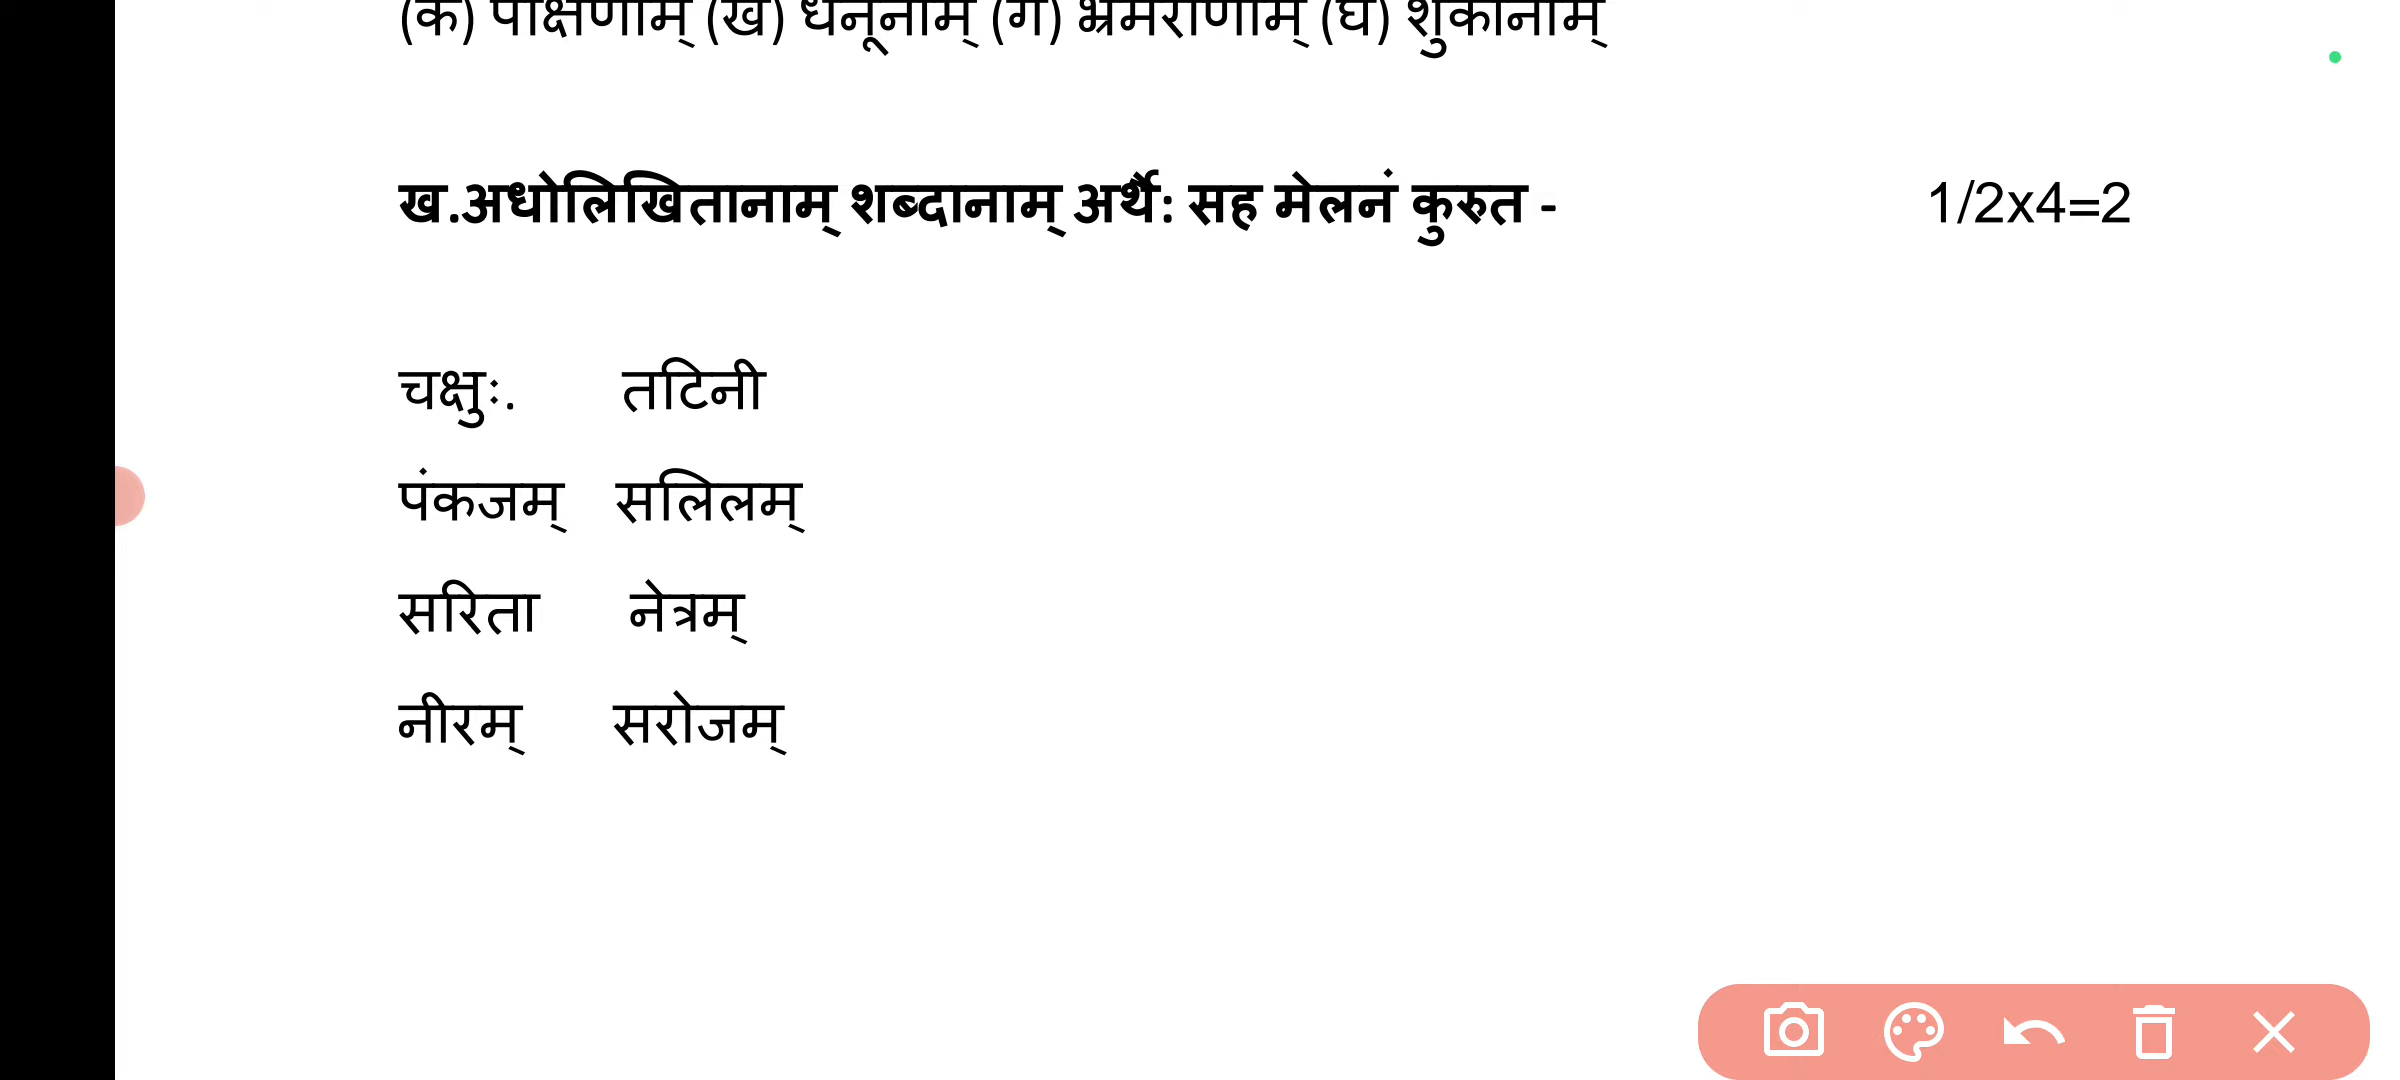 (क) पक्षिणाम् (ख) धेनूनाम् (ग) भ्रमराणाम् (घ) शुकानाम्
ख.अधोलिखितानाम् शब्दानाम् अर्थै: सह मेलनं कुरुत - 1/2x4=2
चक्षुः. तटिनी
पंकजम् सलिलम्
सरिता नेत्रम्
नीरम् सरोजम्